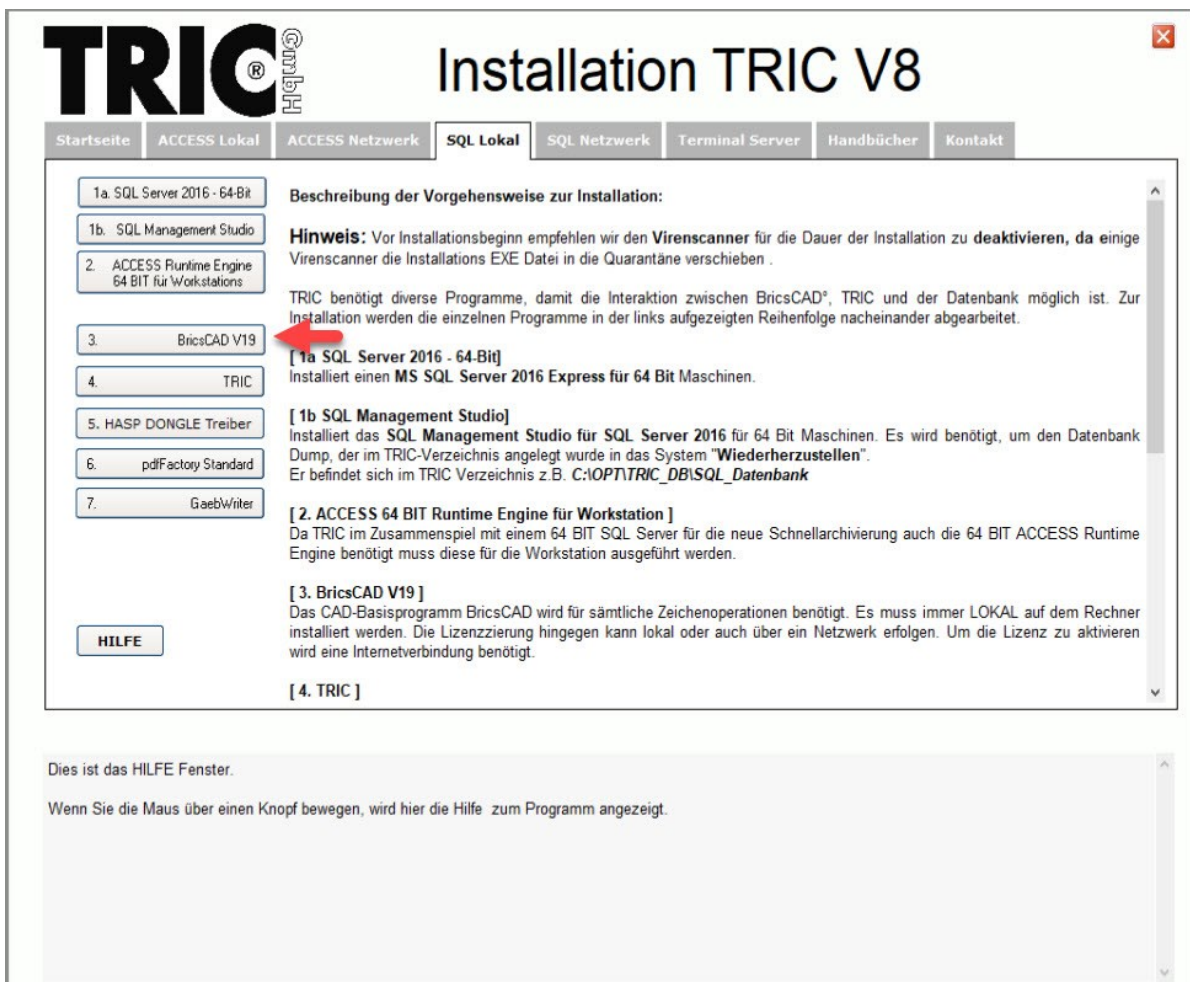 TRIC® GmbH
Installation TRIC V8
Startseite ACCESS Lokal ACCESS Netzwerk SQL Lokal SQL Netzwerk Terminal Server Handbücher Kontakt
1a. SQL Server 2016 - 64-Bit
1b. SQL Management Studio
2. ACCESS Runtime Engine
64 BIT für Workstations
3. BricsCAD V19
4. TRIC
5. HASP DONGLE Treiber
6. pdfFactory Standard
7. GaebWriter
HILFE
Beschreibung der Vorgehensweise zur Installation:
Hinweis: Vor Installationsbeginn empfehlen wir den Virenscanner für die Dauer der Installation zu deaktivieren, da einige
Virenscanner die Installations EXE Datei in die Quarantäne verschieben .
TRIC benötigt diverse Programme, damit die Interaktion zwischen BricsCAD°, TRIC und der Datenbank möglich ist. Zur
Installation werden die einzelnen Programme in der links aufgezeigten Reihenfolge nacheinander abgearbeitet.
[ 1a SQL Server 2016 - 64-Bit]
Installiert einen MS SQL Server 2016 Express für 64 Bit Maschinen.
[ 1b SQL Management Studio]
Installiert das SQL Management Studio für SQL Server 2016 für 64 Bit Maschinen. Es wird benötigt, um den Datenbank
Dump, der im TRIC-Verzeichnis angelegt wurde in das System "Wiederherzustellen".
Er befindet sich im TRIC Verzeichnis z.B. C:\OPT\TRIC_DB\SQL_Datenbank
[ 2. ACCESS 64 BIT Runtime Engine für Workstation ]
Da TRIC im Zusammenspiel mit einem 64 BIT SQL Server für die neue Schnellarchivierung auch die 64 BIT ACCESS Runtime
Engine benötigt muss diese für die Workstation ausgeführt werden.
[ 3. BricsCAD V19 ]
Das CAD-Basisprogramm BricsCAD wird für sämtliche Zeichenoperationen benötigt. Es muss immer LOKAL auf dem Rechner
installiert werden. Die Lizenzzierung hingegen kann lokal oder auch über ein Netzwerk erfolgen. Um die Lizenz zu aktivieren
wird eine Internetverbindung benötigt.
[ 4. TRIC ]
Dies ist das HILFE Fenster.
Wenn Sie die Maus über einen Knopf bewegen, wird hier die Hilfe zum Programm angezeigt.